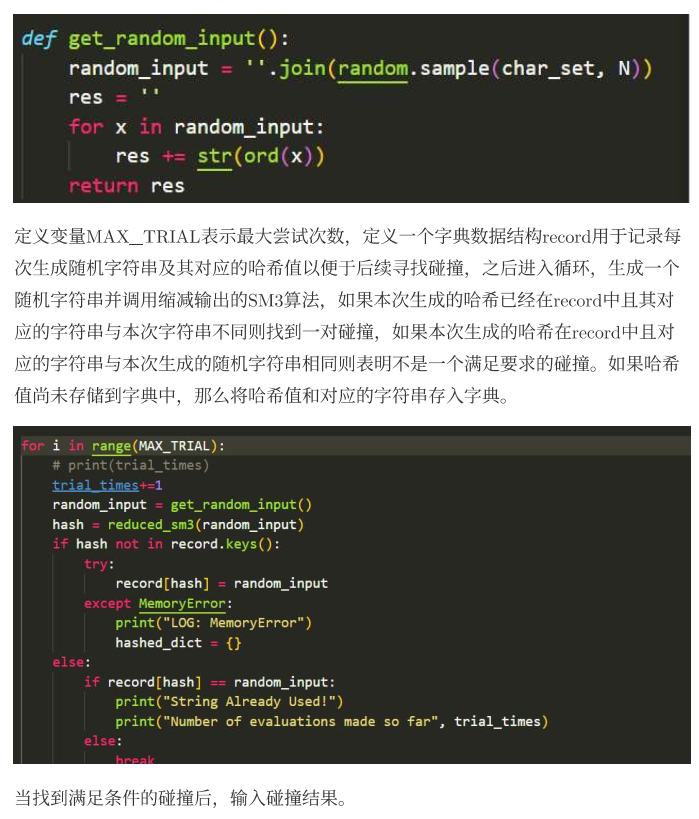 def get_random_input():
    random_input = ''.join(random.sample(char_set, N))
    res = ''
    for x in random_input:
        res += str(ord(x))
    return res
定义变量MAX_TRIAL表示最大尝试次数，定义一个字典数据结构record用于记录每
次生成随机字符串及其对应的哈希值以便于后续寻找碰撞，之后进入循环，生成一个
随机字符串并调用缩减输出的SM3算法，如果本次生成的哈希已经在record中且其对
应的字符串与本次字符串不同则找到一对碰撞，如果本次生成的哈希在record中且对
应的字符串与本次生成的随机字符串相同则表明不是一个满足要求的碰撞。如果哈希
值尚未存储到字典中，那么将哈希值和对应的字符串存入字典。
for i in range(MAX_TRIAL):
    # print(trial_times)
    trial_times+=1
    random_input = get_random_input()
    hash = reduced_sm3(random_input)
    if hash not in record.keys():
        try:
            record[hash] = random_input
        except MemoryError:
            print("LOG: MemoryError")
            hashed_dict = {}
    else:
        if record[hash] == random_input:
            print("String Already Used!")
            print("Number of evaluations made so far", trial_times)
        else:
            break
当找到满足条件的碰撞后，输入碰撞结果。